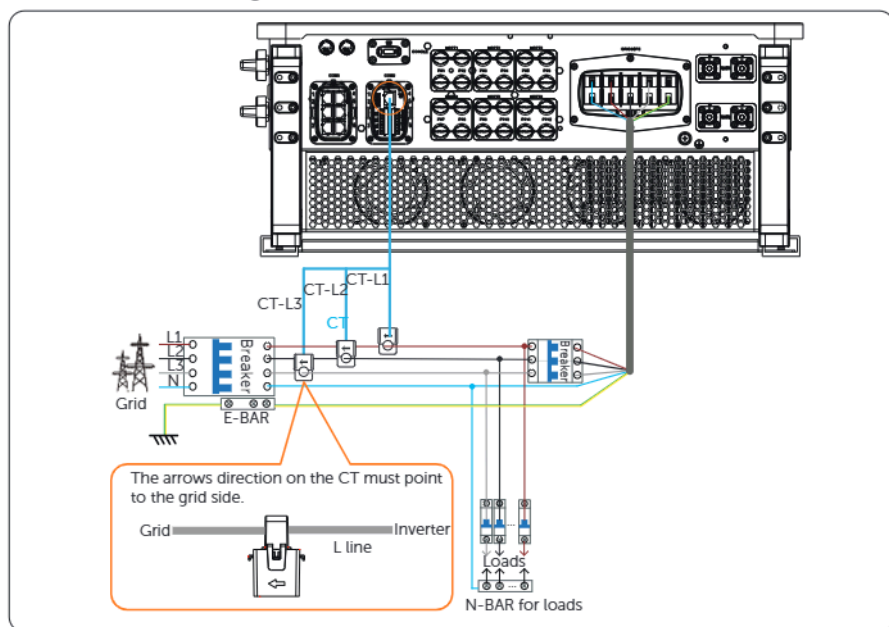 CT-L3
CT-L2
CT-L1
CT
L1
L2
L3
N
Breaker
Breaker
Grid
E-BAR
The arrows direction on the CT must point
to the grid side.
Grid
Inverter
L line
Loads
N-BAR for loads